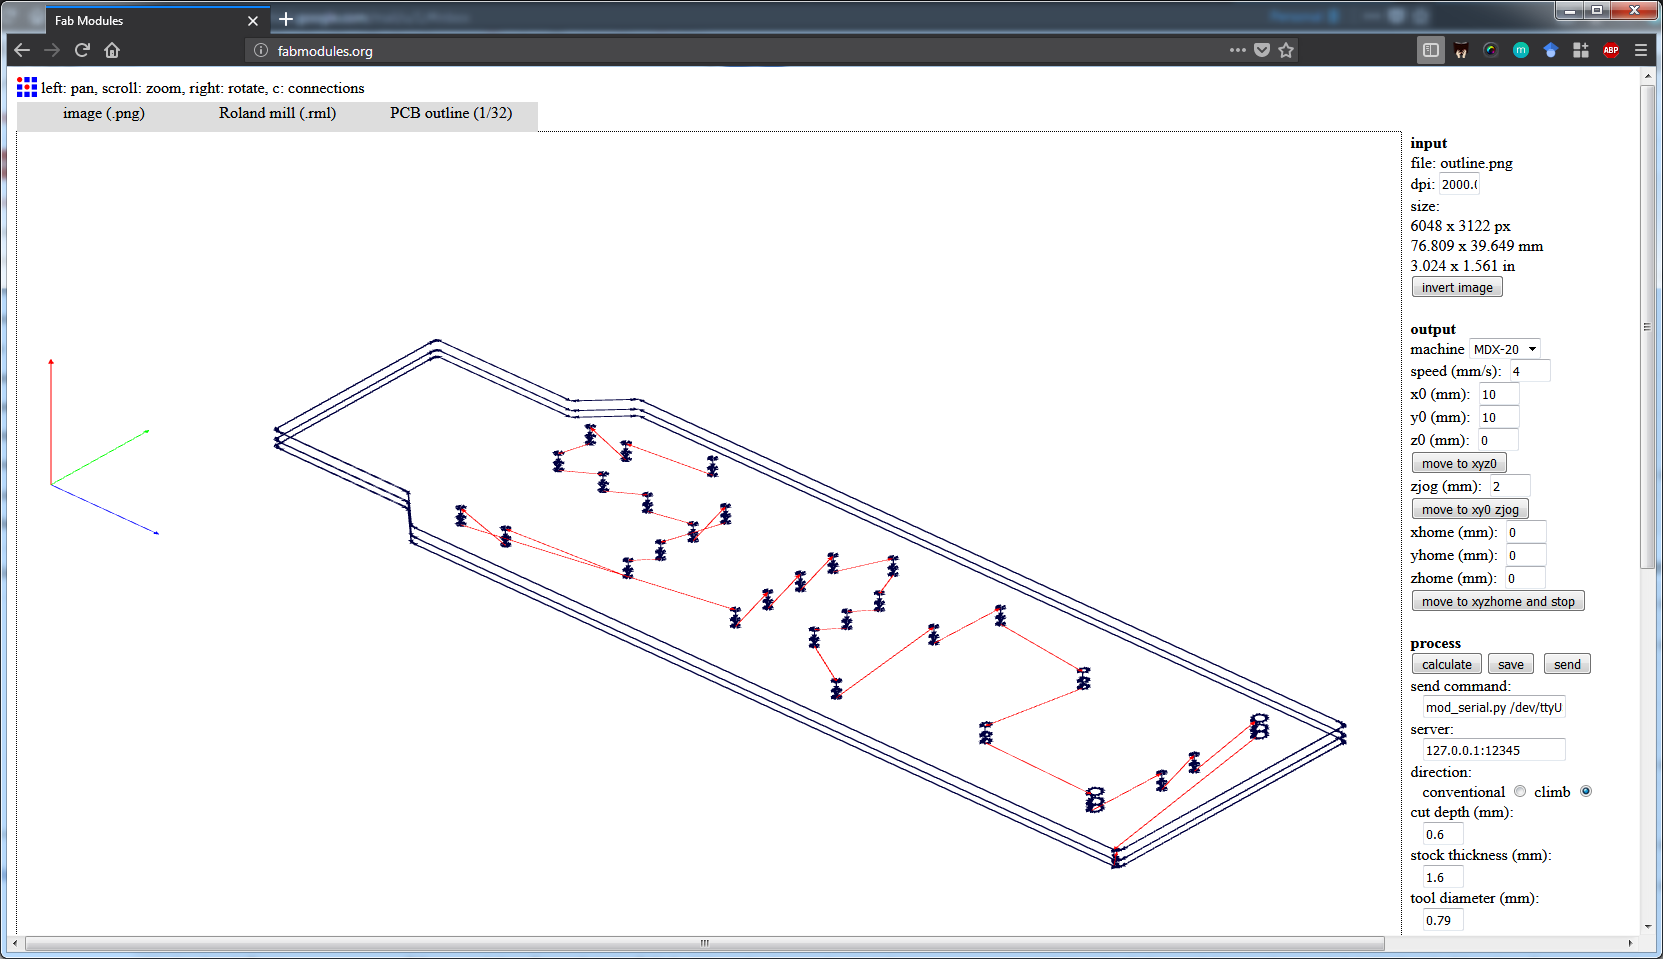 Fab Modules
fabmodules.org
ABP
left: pan, scroll: zoom, right: rotate, c: connections
image (.png) Roland mill (.rml) PCB outline (1/32)
input
file: outline.png
dpi: 2000.0
size:
6048 x 3122 px
76.809 x 39.649 mm
3.024 x 1.561 in
invert image
output
machine MDX-20
speed (mm/s): 4
x0 (mm): 10
y0 (mm): 10
z0 (mm): 0
move to xyz0
zjog (mm): 2
move to xy0 zjog
xhome (mm): 0
yhome (mm): 0
zhome (mm): 0
move to xyzhome and stop
process
calculate save send
send command:
mod_serial.py /dev/ttyU
server:
127.0.0.1:12345
direction:
conventional climb
cut depth (mm):
0.6
stock thickness (mm):
1.6
tool diameter (mm):
0.79